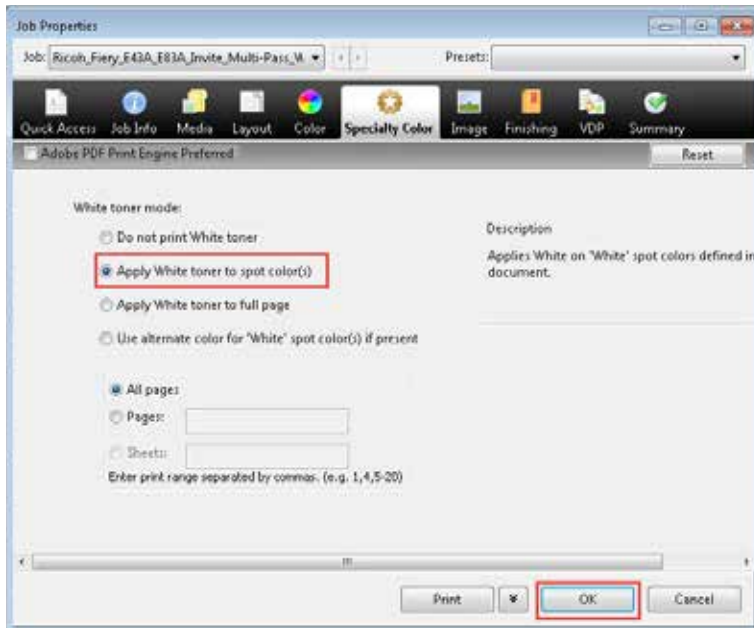 Job Properties
Job: Ricoh_Fiery_E43A_E83A_Invite_Multi-Pass_W Presets:
Quick Access Job Info Media Layout Color Specialty Color Image Finishing VDP Summary
Adobe PDF Print Engine Preferred Reset
White toner mode:
Do not print White toner
Apply White toner to spot color(s)
Apply White toner to full page
Use alternate color for 'White' spot color(s) if present
Description
Applies White on 'White' spot colors defined in
document.
All pages
Pages:
Sheets:
Enter print range separated by commas. (e.g. 1,4,5-20)
Print OK Cancel